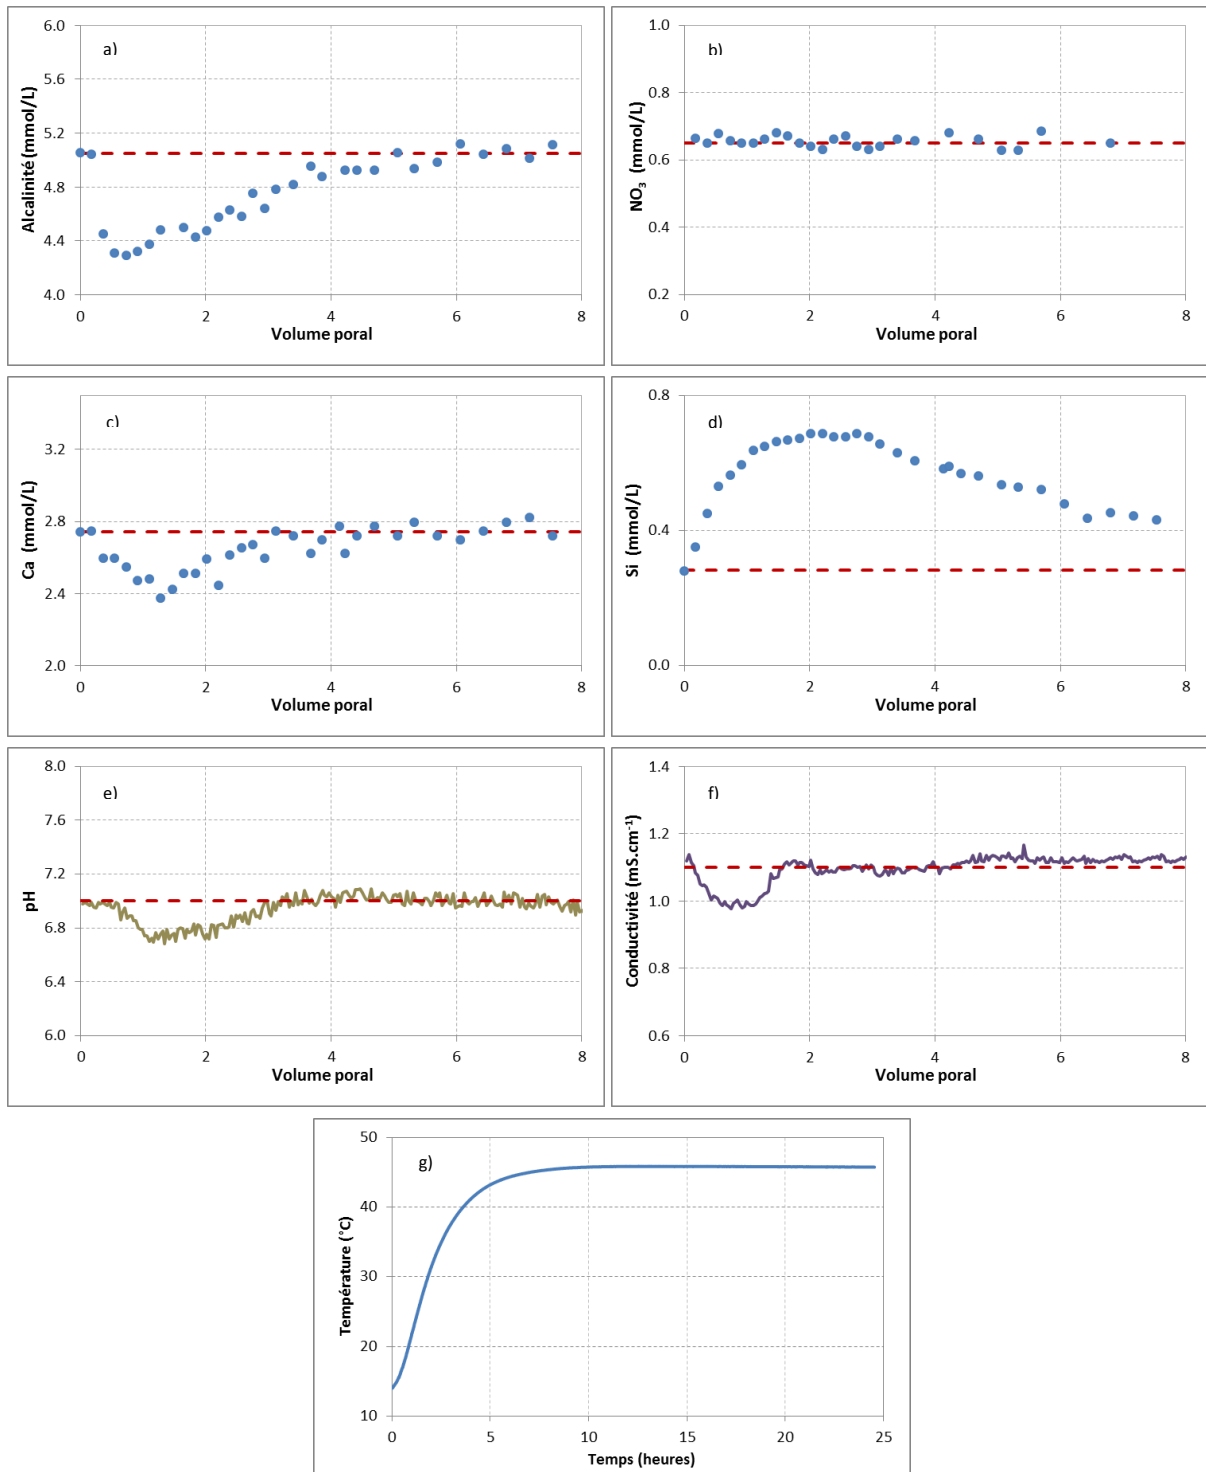 a)
Alcalinité (mmol/L)
6.0
5.6
5.2
4.8
4.4
4.0
0 2 4 6 8
Volume poral
b)
NO3 (mmol/L)
1.0
0.8
0.6
0.4
0.2
0 2 4 6 8
Volume poral
c)
Ca (mmol/L)
3.2
2.8
2.4
2.0
0 2 4 6 8
Volume poral
d)
Si (mmol/L)
0.8
0.4
0.0
0 2 4 6 8
Volume poral
e)
pH
8.0
7.6
7.2
6.8
6.4
6.0
0 2 4 6 8
Volume poral
f)
Conductivité (mS.cm-1)
1.4
1.2
1.0
0.8
0.6
0 2 4 6 8
Volume poral
g)
Température (°C)
50
40
30
20
10
0 5 10 15 20 25
Temps (heures)